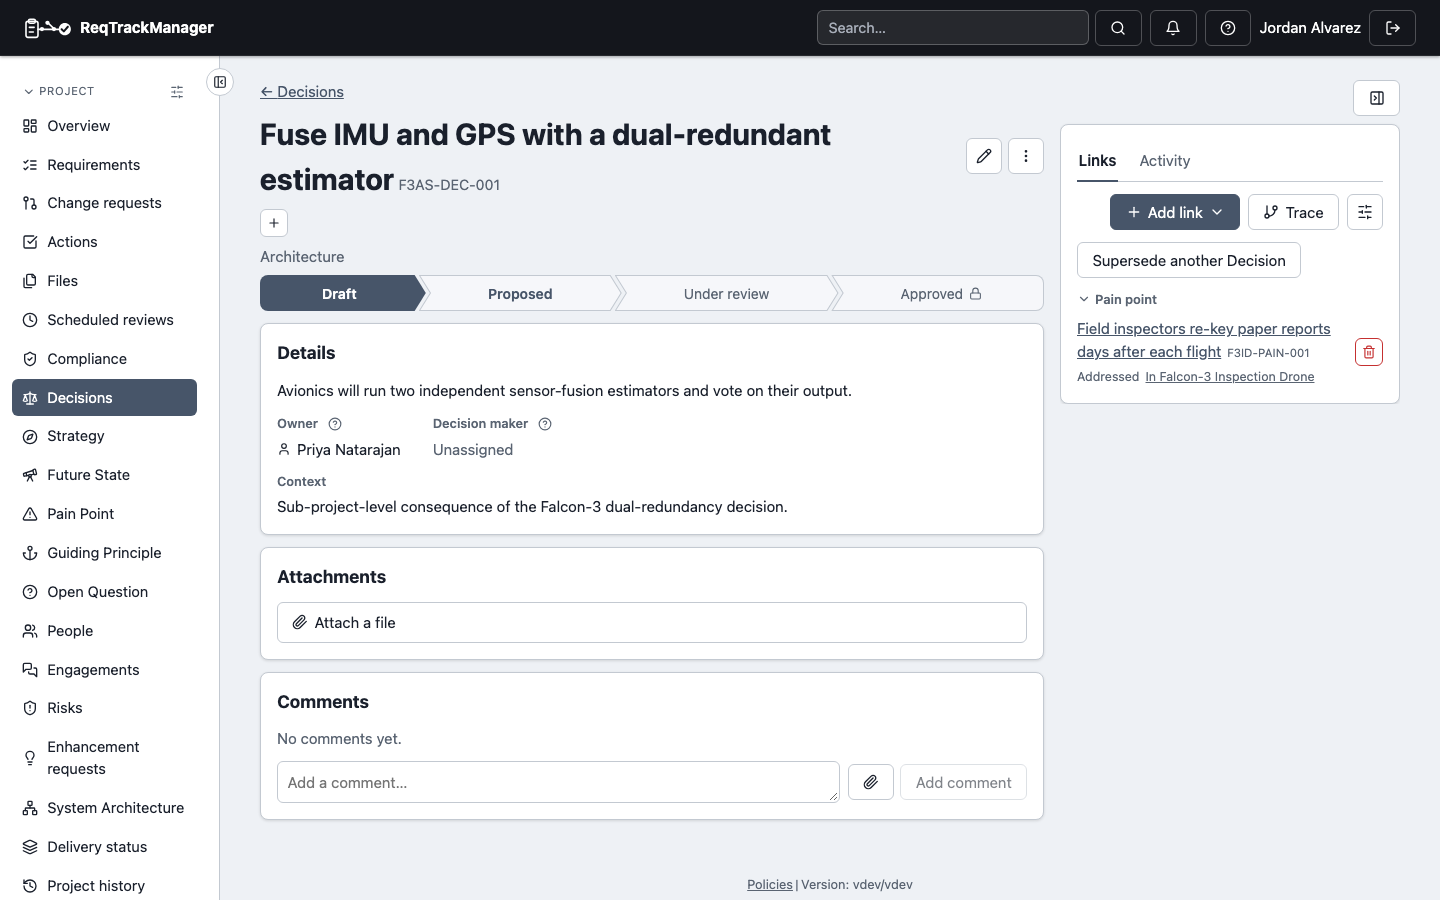 ReqTrackManager
Search...
Jordan Alvarez
PROJECT
Overview
Requirements
Change requests
Actions
Files
Scheduled reviews
Compliance
Decisions
Strategy
Future State
Pain Point
Guiding Principle
Open Question
People
Engagements
Risks
Enhancement
requests
System Architecture
Delivery status
Project history
← Decisions
Fuse IMU and GPS with a dual-redundant
estimator F3AS-DEC-001
Architecture
Draft
Proposed
Under review
Approved
Details
Avionics will run two independent sensor-fusion estimators and vote on their output.
Owner
Decision maker
Priya Natarajan
Unassigned
Context
Sub-project-level consequence of the Falcon-3 dual-redundancy decision.
Attachments
Attach a file
Comments
No comments yet.
Add a comment...
Add comment
Links
Activity
Add link
Trace
Supersede another Decision
Pain point
Field inspectors re-key paper reports
days after each flight F3ID-PAIN-001
Addressed In Falcon-3 Inspection Drone
Policies | Version: vdev/vdev